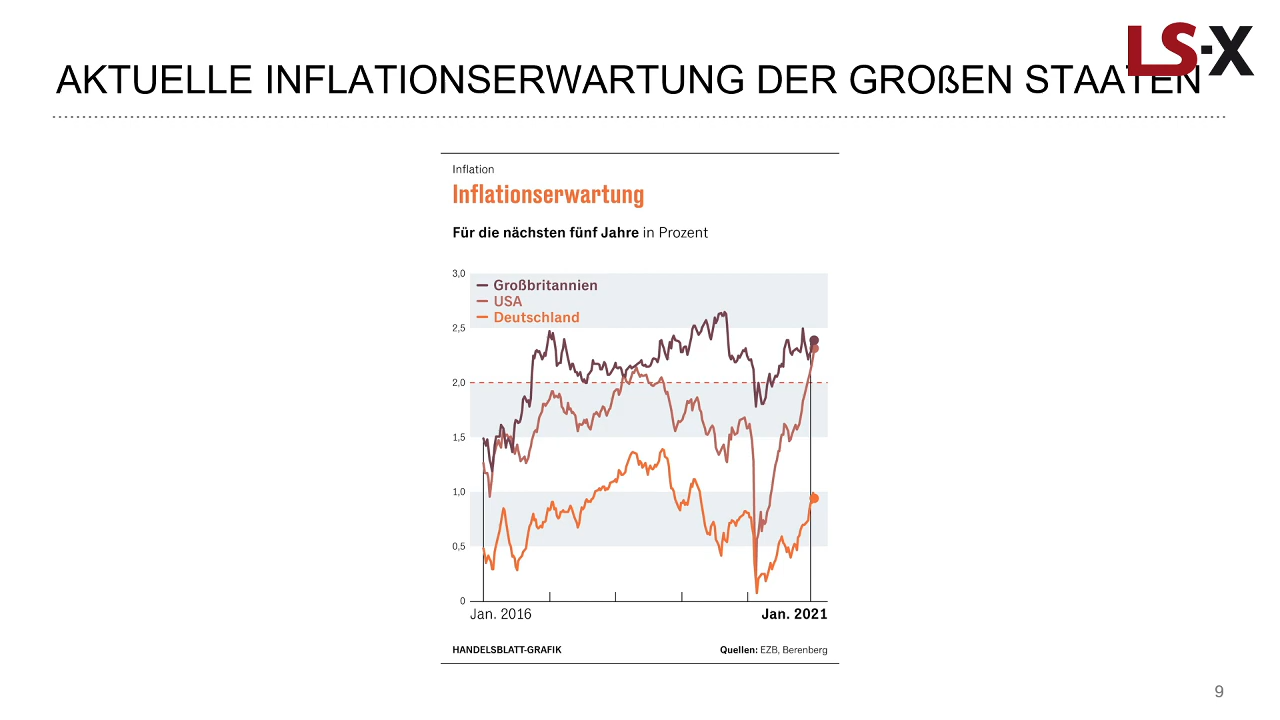 LS-X
AKTUELLE INFLATIONSERWARTUNG DER GROßEN STAATEN
Inflation
Inflationserwartung
Für die nächsten fünf Jahre in Prozent
3,0
Großbritannien
USA
Deutschland
2,5
2,0
1,5
1,0
0,5
0
Jan. 2016 Jan. 2021
HANDELSBLATT-GRAFIK Quellen: EZB, Berenberg
9